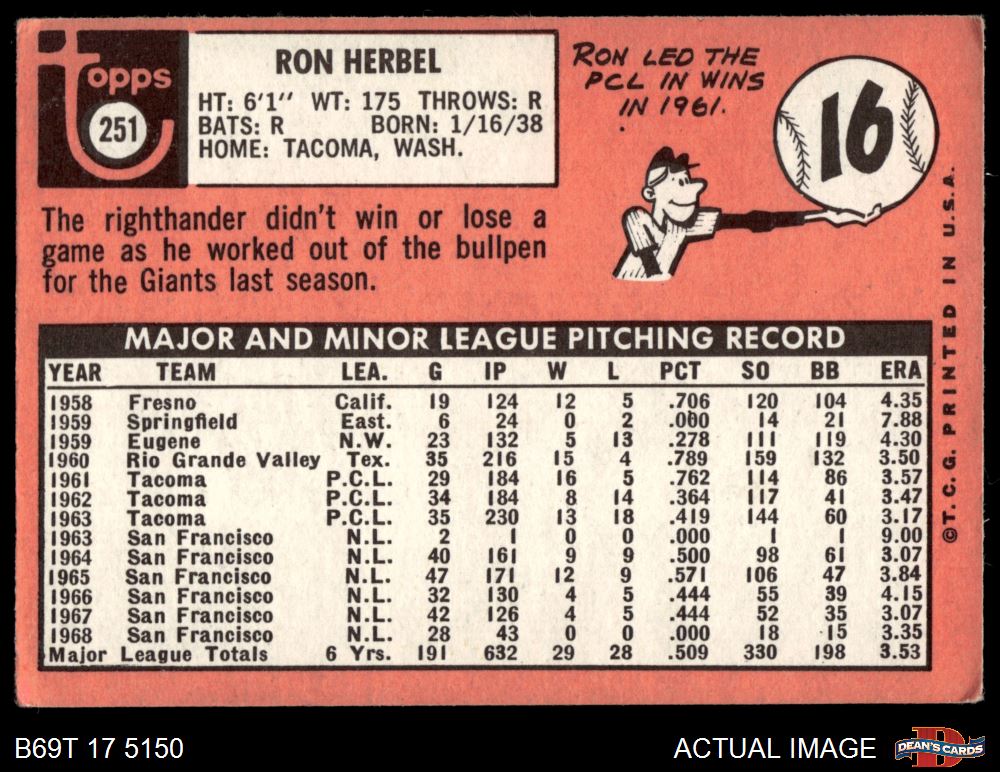 Topps
251
RON HERBEL
HT: 6'1'' WT: 175 THROWS: R
BATS: R BORN: 1/16/38
HOME: TACOMA, WASH.
RON LED THE
PCL IN WINS
IN 1961.
16
The righthander didn't win or lose a
game as he worked out of the bullpen
for the Giants last season.
MAJOR AND MINOR LEAGUE PITCHING RECORD
YEAR TEAM LEA. G IP W L PCT SO BB ERA
1958 Fresno Calif. 19 124 12 5 .706 120 104 4.35
1959 Springfield East. 6 24 0 2 .000 14 21 7.88
1959 Eugene N.W. 23 132 5 13 .278 111 119 4.30
1960 Rio Grande Valley Tex. 35 216 15 4 .789 159 132 3.50
1961 Tacoma P.C.L. 29 184 16 5 .762 114 86 3.57
1962 Tacoma P.C.L. 34 184 8 14 .364 117 41 3.47
1963 Tacoma P.C.L. 35 230 13 18 .419 144 60 3.17
1963 San Francisco N.L. 2 1 0 0 .000 1 1 9.00
1964 San Francisco N.L. 40 161 9 9 .500 98 61 3.07
1965 San Francisco N.L. 47 171 12 9 .571 106 47 3.84
1966 San Francisco N.L. 32 130 4 5 .444 55 39 4.15
1967 San Francisco N.L. 42 126 4 5 .444 52 35 3.07
1968 San Francisco N.L. 28 43 0 0 .000 18 15 3.35
Major League Totals 6 Yrs. 191 632 29 28 .509 330 198 3.53
©T. C. G. PRINTED IN U. S. A.
B69T 17 5150
ACTUAL IMAGE
D
DEAN'S CARDS